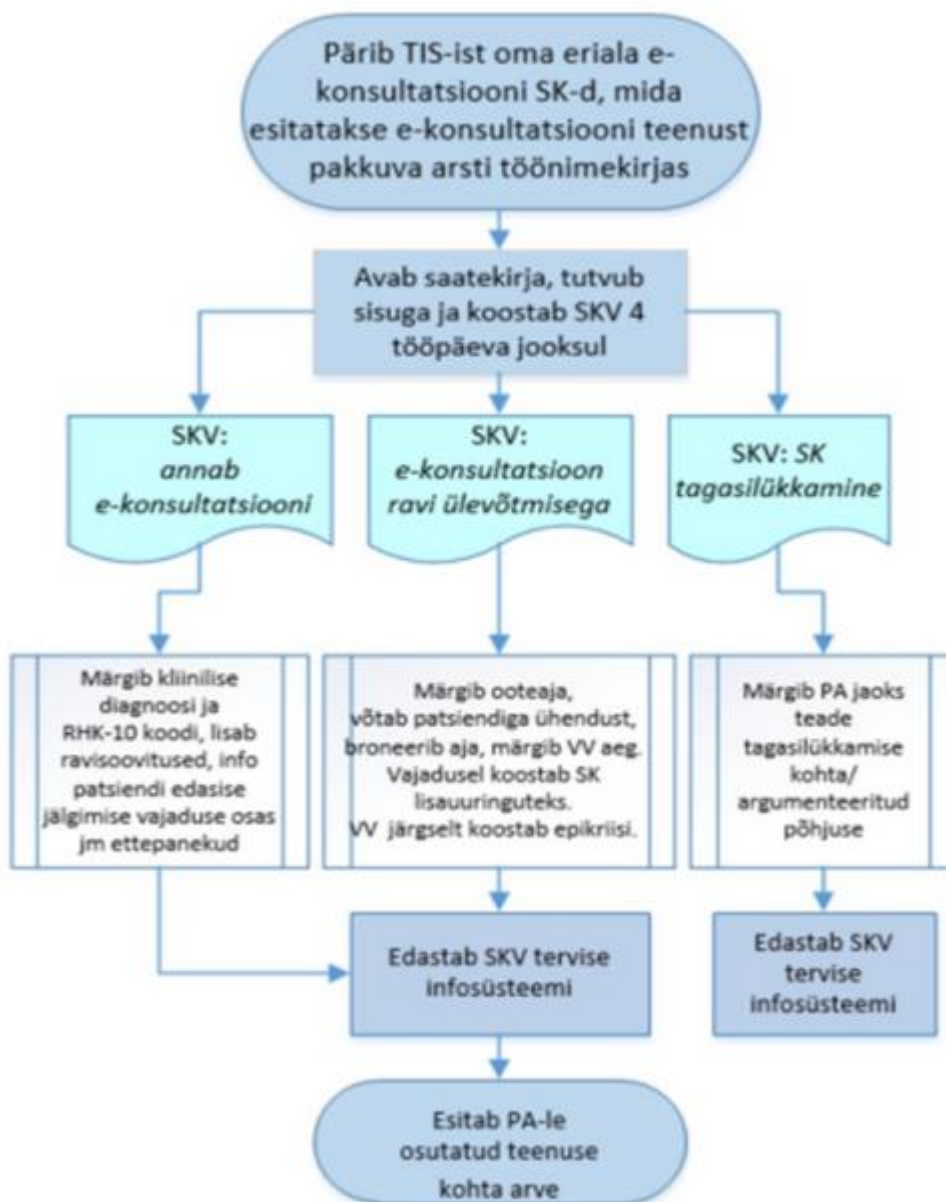 Pärib TIS-ist oma eriala e-
konsultatsiooni SK-d, mida
esitatakse e-konsultatsiooni teenust
pakkuva arsti töönimekirjas
Avab saatekirja, tutvub
sisuga ja koostab SKV 4
tööpäeva jooksul
SKV:
annab
e-konsultatsiooni
SKV:
e-konsultatsioon
ravi ülevõtmisega
SKV: SK
tagasilükkamine
Märgib kliinilise
diagnoosi ja
RHK-10 koodi, lisab
ravisoovitused, info
patsiendi edasise
jälgimise vajaduse osas
jm ettepanekud
Märgib ooteaja,
võtab patsiendiga ühendust,
broneerib aja, märgib VV aeg.
Vajadusel koostab SK
lisauuringuteks.
VV järgselt koostab epikriisi.
Märgib PA jaoks
teade
tagasilükkamise
kohta/
argumenteeritud
põhjuse
Edastab SKV tervise
infosüsteemi
Edastab SKV
tervise
infosüsteemi
Esitab PA-le
osutatud teenuse
kohta arve